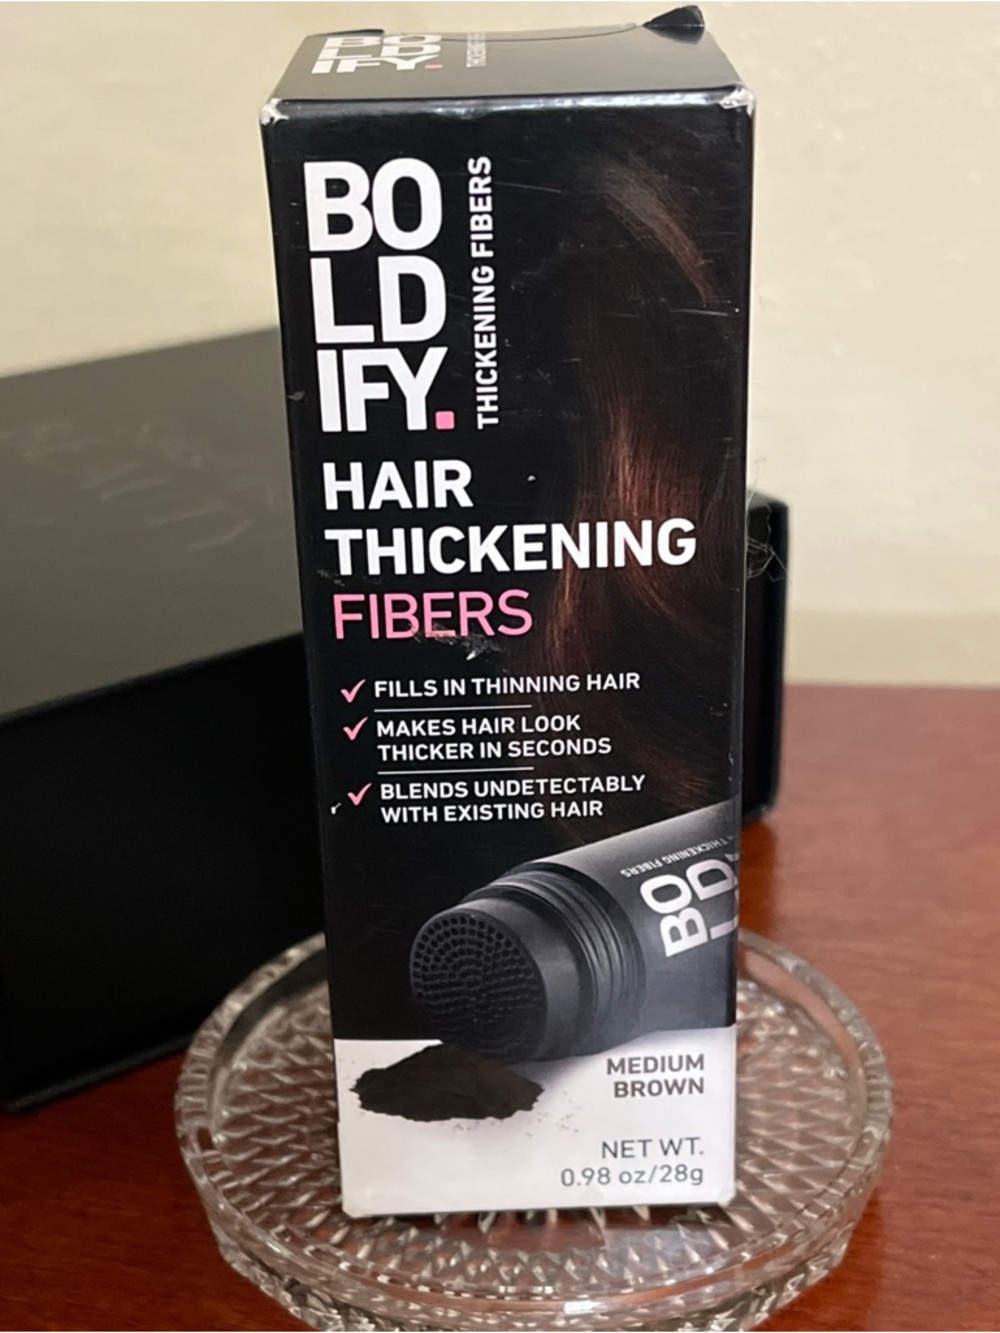 THICKENING
BO
LD
IFY.
THICKENING FIBERS
HAIR
THICKENING
FIBERS
FILLS IN THINNING HAIR
MAKES HAIR LOOK
THICKER IN SECONDS
BLENDS UNDETECTABLY
WITH EXISTING HAIR
THICKENING FIBERS
BO
LD
MEDIUM
BROWN
NET WT.
0.98 oz/28g